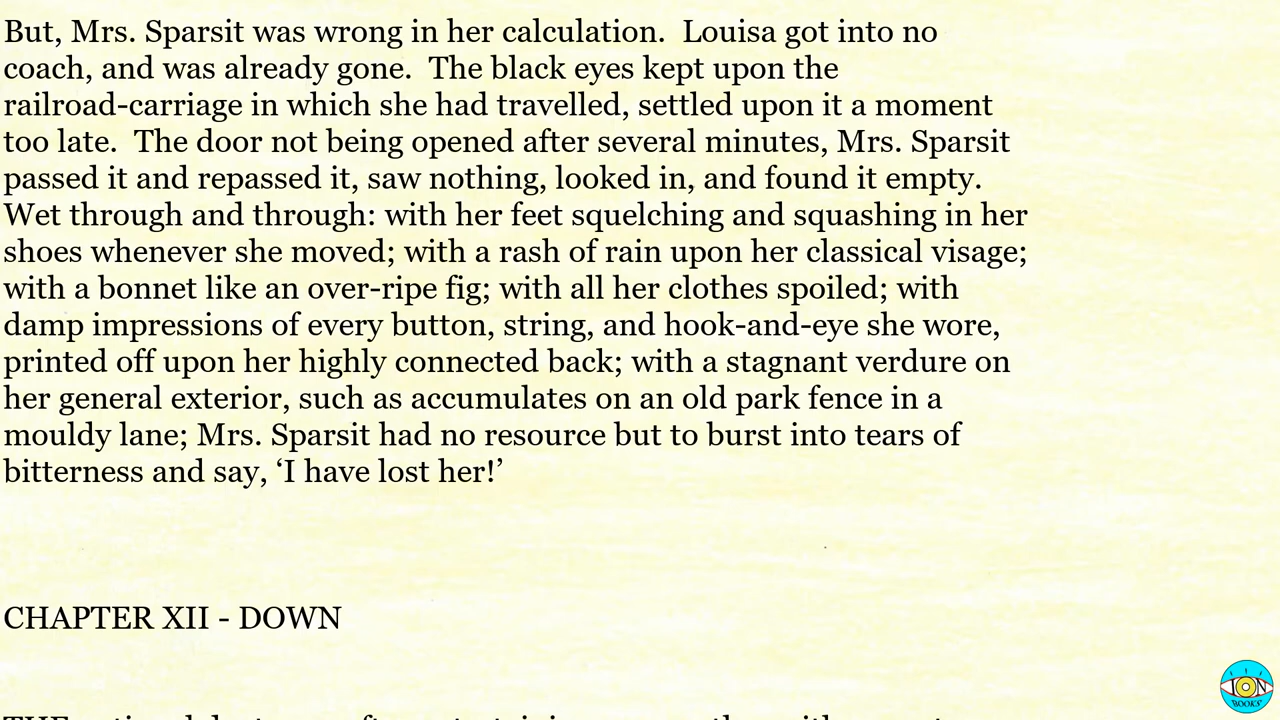 But, Mrs. Sparsit was wrong in her calculation.  Louisa got into no
coach, and was already gone.  The black eyes kept upon the
railroad-carriage in which she had travelled, settled upon it a moment
too late.  The door not being opened after several minutes, Mrs. Sparsit
passed it and repassed it, saw nothing, looked in, and found it empty.
Wet through and through: with her feet squelching and squashing in her
shoes whenever she moved; with a rash of rain upon her classical visage;
with a bonnet like an over-ripe fig; with all her clothes spoiled; with
damp impressions of every button, string, and hook-and-eye she wore,
printed off upon her highly connected back; with a stagnant verdure on
her general exterior, such as accumulates on an old park fence in a
mouldy lane; Mrs. Sparsit had no resource but to burst into tears of
bitterness and say, ‘I have lost her!’
CHAPTER XII - DOWN
ION
BOOKS